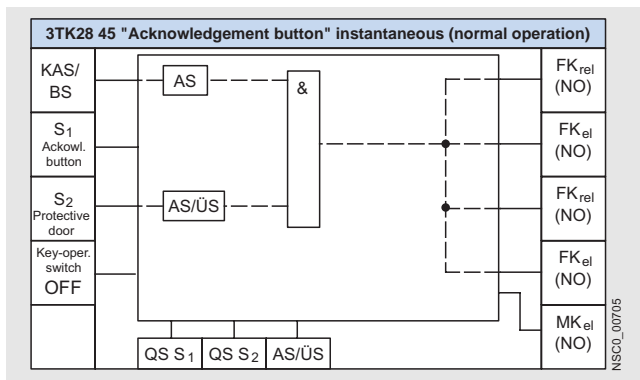 3TK28 45 "Acknowledgement button" instantaneous (normal operation)
KAS/
BS
AS
&
FKrel
(NO)
S1
Ackowl.
button
FKel
(NO)
S2
Protective
door
AS/ÜS
FKrel
(NO)
Key-oper.
switch
OFF
FKel
(NO)
MKel
(NO)
QS S1
QS S2
AS/ÜS
NSC0_00705